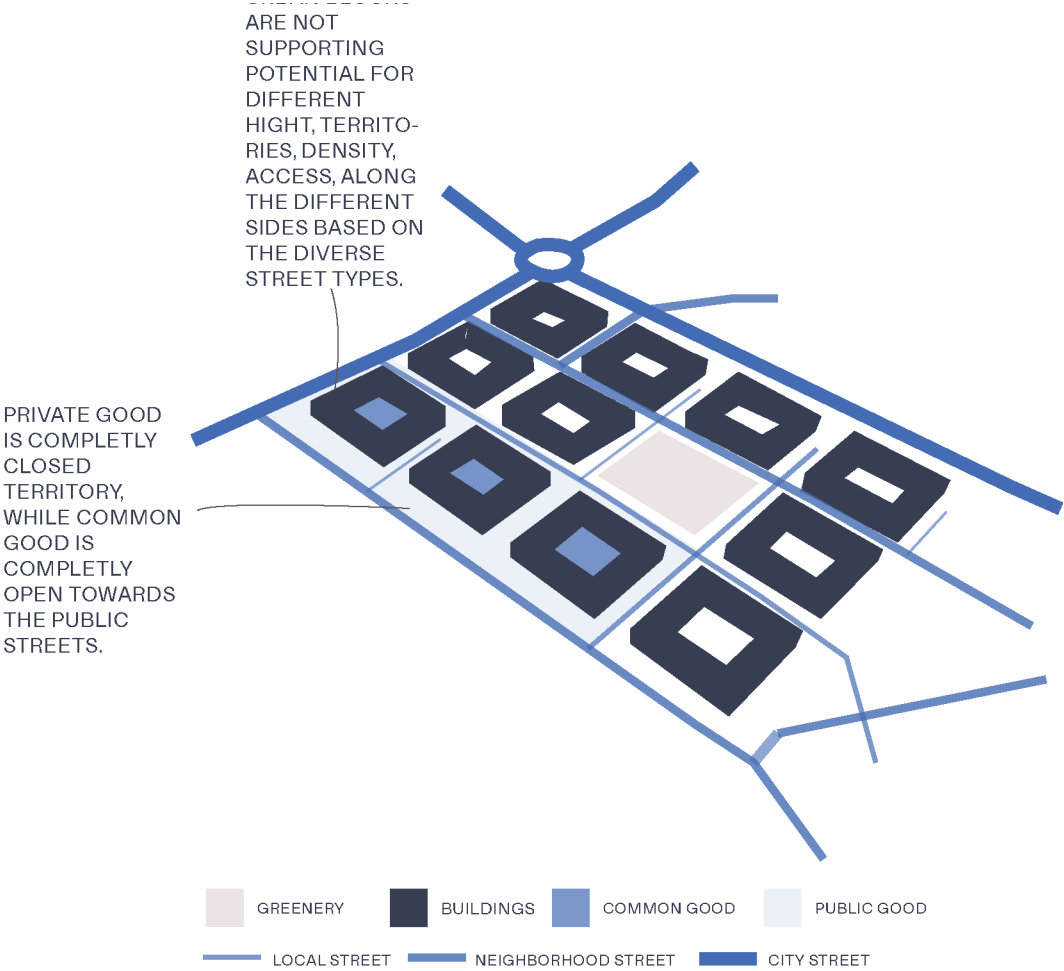 ARE NOT
SUPPORTING
POTENTIAL FOR
DIFFERENT
HIGHT, TERRITO-
RIES, DENSITY,
ACCESS, ALONG
THE DIFFERENT
SIDES BASED ON
THE DIVERSE
STREET TYPES.
PRIVATE GOOD
IS COMPLETLY
CLOSED
TERRITORY,
WHILE COMMON
GOOD IS
COMPLETLY
OPEN TOWARDS
THE PUBLIC
STREETS.
GREENERY
BUILDINGS
COMMON GOOD
PUBLIC GOOD
LOCAL STREET
NEIGHBORHOOD STREET
CITY STREET